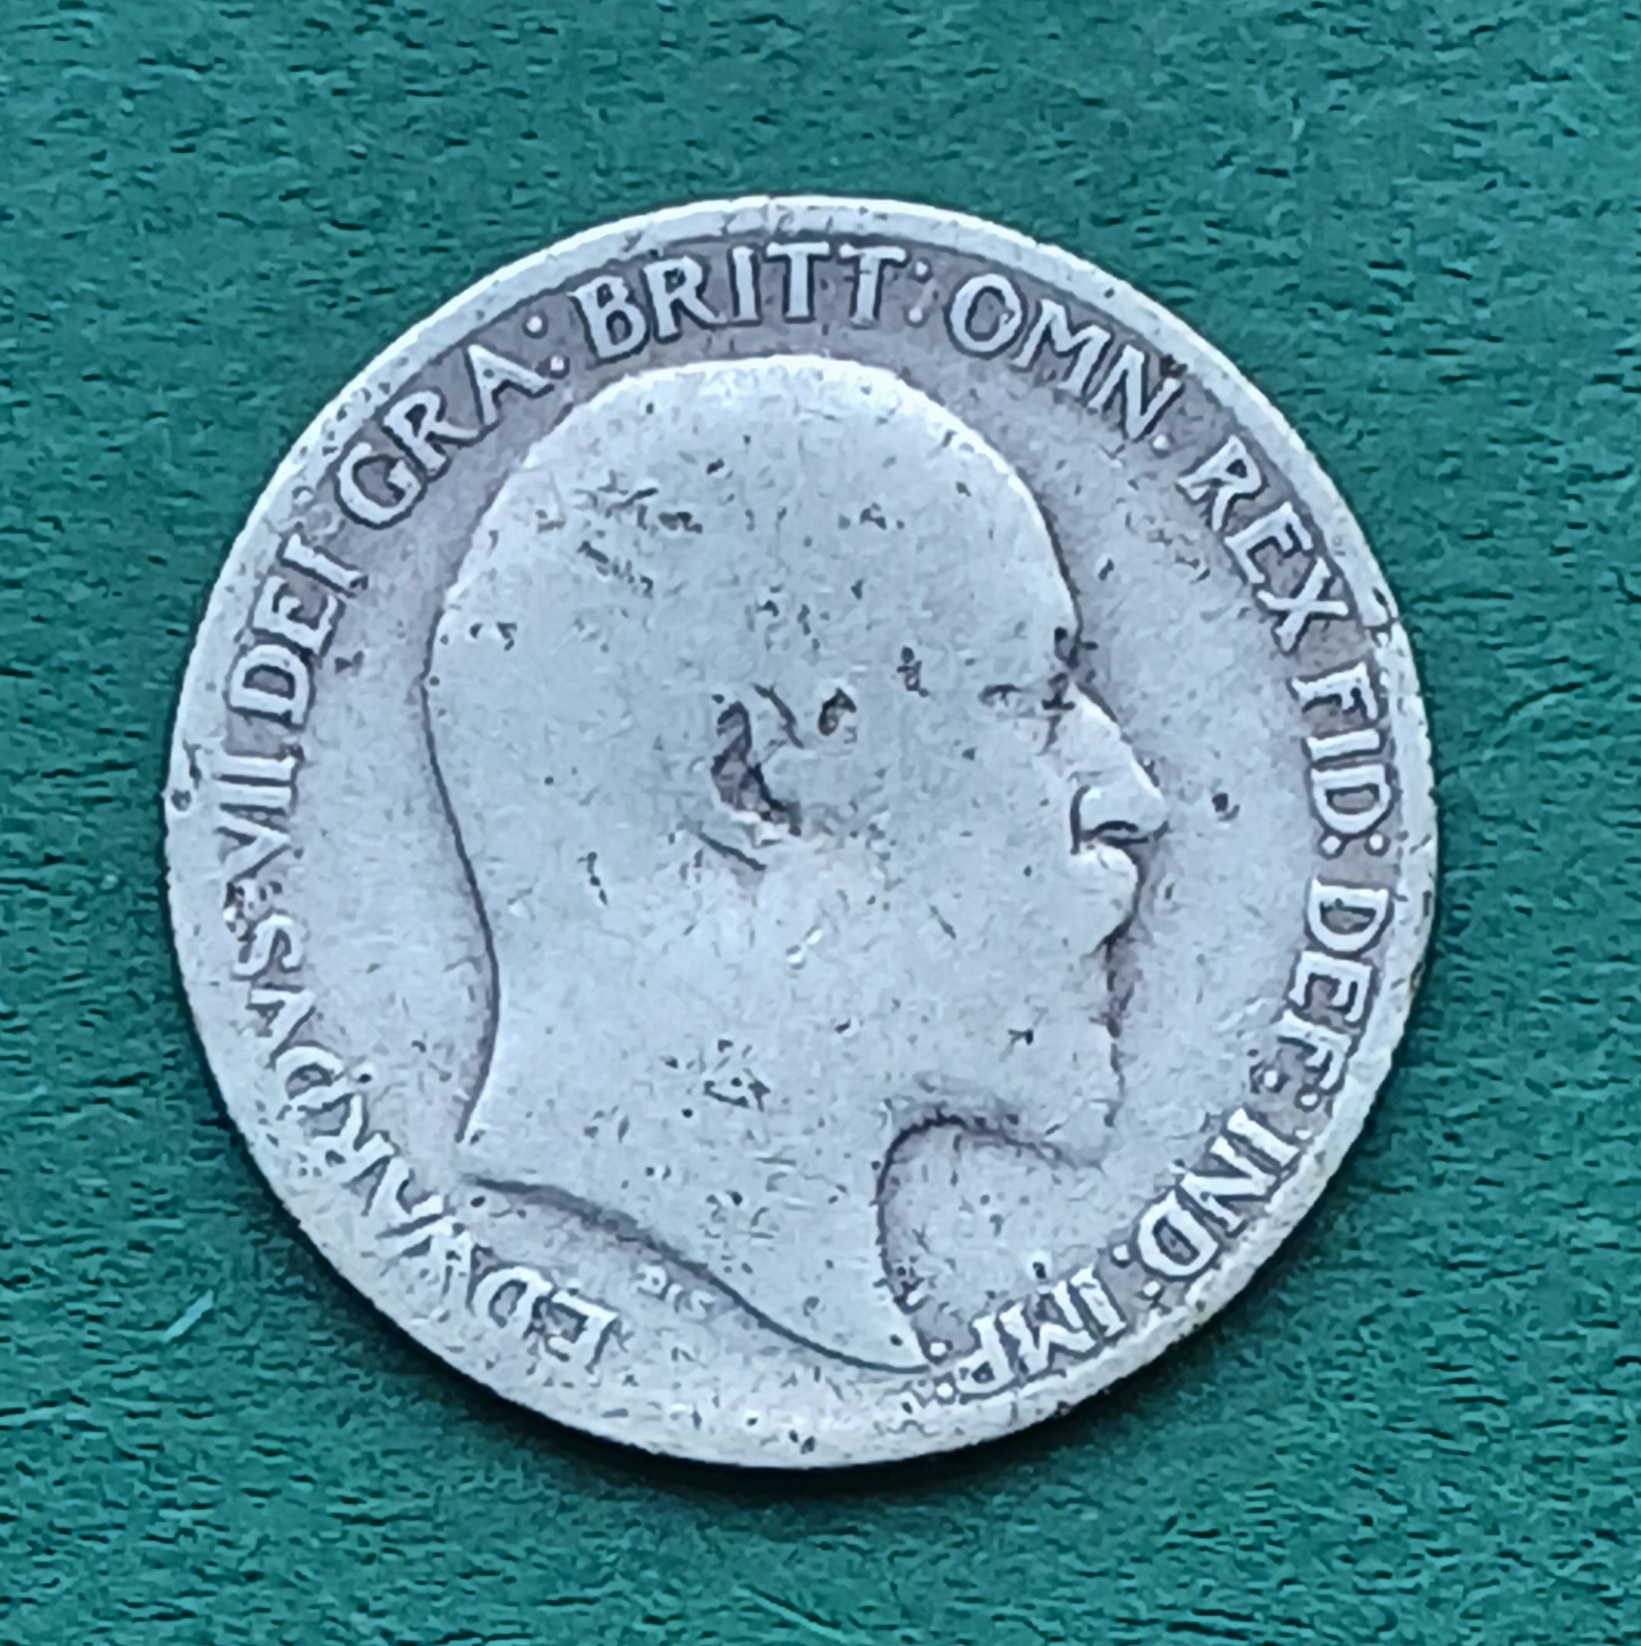 EDWARDVS VII DEI GRA: BRITT: OMN: REX FID: DEF: IND: IMP: